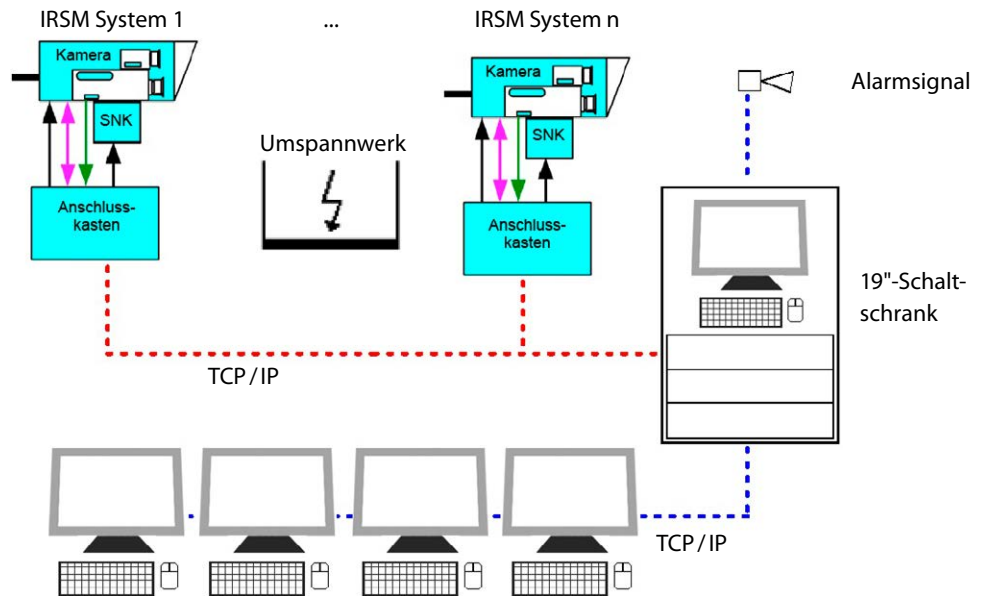 IRSM System 1
...
IRSM System n
Kamera
SNK
Anschluss-
kasten
Umspannwerk
Kamera
SNK
Anschluss-
kasten
Alarmsignal
19"-Schalt-
schrank
TCP / IP
TCP / IP